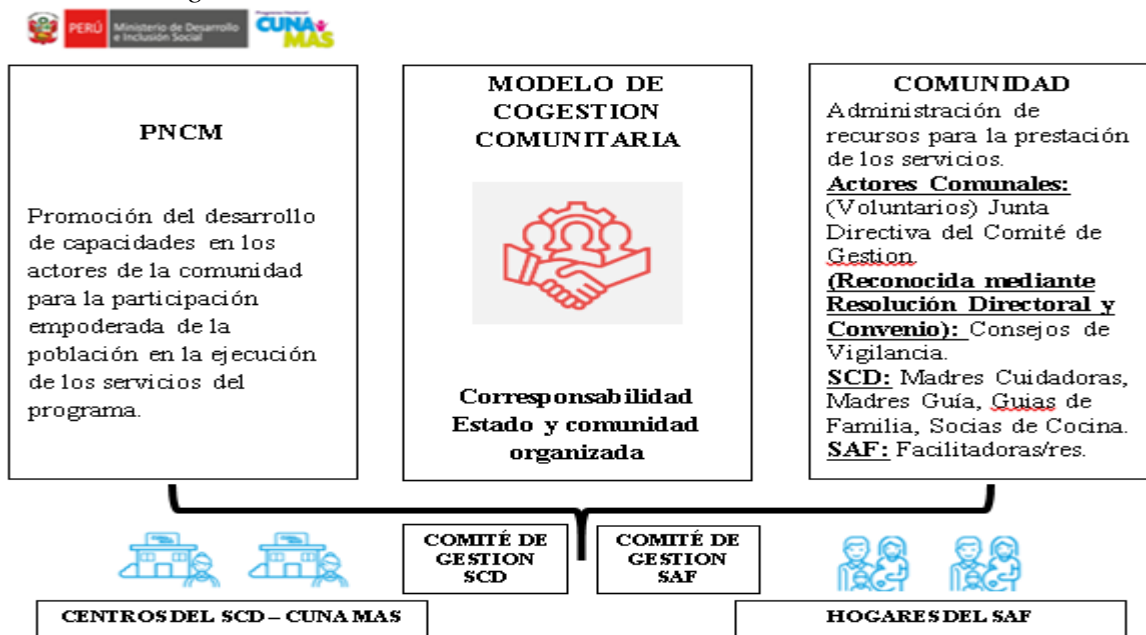 g
PERÚ
Ministerio de Desarrollo
e Inclusión Social
Programa Nacional
CUNA
MAS
PNCM
Promoción del desarrollo
de capacidades en los
actores de la comunidad
para la participación
empoderada de la
población en la ejecución
de los servicios del
programa.
MODELO DE
COGESTION
COMUNITARIA
Corresponsabilidad
Estado y comunidad
organizada
COMUNIDAD
Administración de
recursos para la prestación
de los servicios.
Actores Comunales:
(Voluntarios) Junta
Directiva del Comité de
Gestion
(Reconocida mediante
Resolución Directoral y
Convenio): Consejos de
Vigilancia.
SCD: Madres Cuidadoras,
Madres Guía, Guias de
Familia, Socias de Cocina.
SAF: Facilitadoras/res.
COMITÉ DE
GESTION
SCD
COMITÉ DE
GESTION
SAF
CENTROS DEL SCD – CUNA MAS
HOGARES DEL SAF